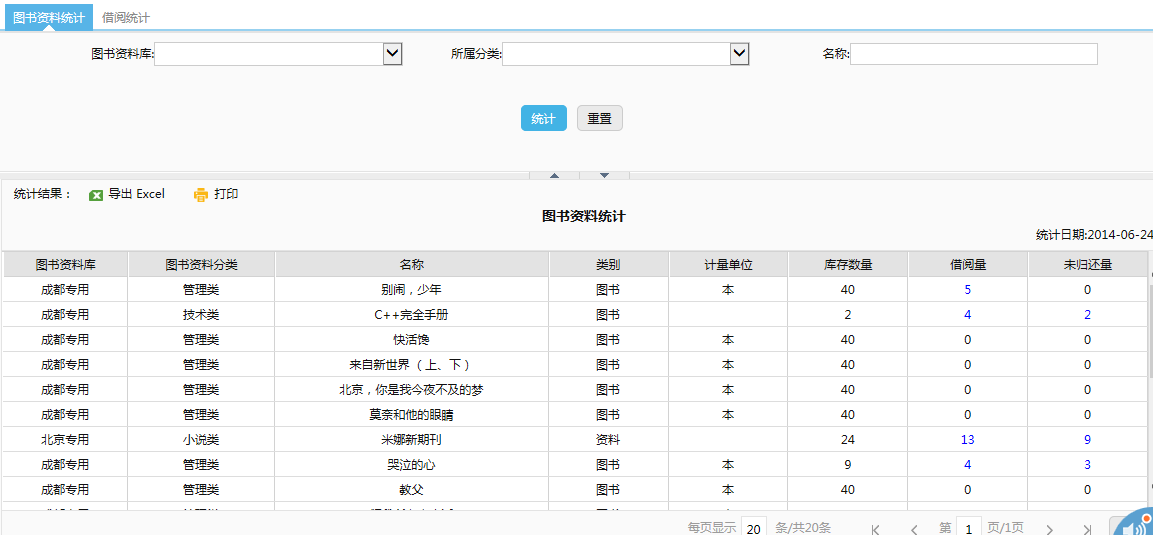 图书资料统计 借阅统计
图书资料库: 所属分类: 名称:
统计 重置
统计结果： 导出 Excel 打印
图书资料统计
统计日期:2014-06-24
图书资料库 图书资料分类 名称 类别 计量单位 库存数量 借阅量 未归还量
成都专用 管理类 别闹，少年 图书 本 40 5 0
成都专用 技术类 C++完全手册 图书 2 4 2
成都专用 管理类 快活馋 图书 本 40 0 0
成都专用 管理类 来自新世界 （ 上、下 ） 图书 本 40 0 0
成都专用 管理类 北京，你是我今夜不及的梦 图书 本 40 0 0
成都专用 管理类 莫奈和他的眼睛 图书 本 40 0 0
北京专用 小说类 米娜新期刊 资料 24 13 9
成都专用 管理类 哭泣的心 图书 本 9 4 3
成都专用 管理类 教父 图书 本 40 0 0
每页显示 20 条/共20条 第 1 页/1页